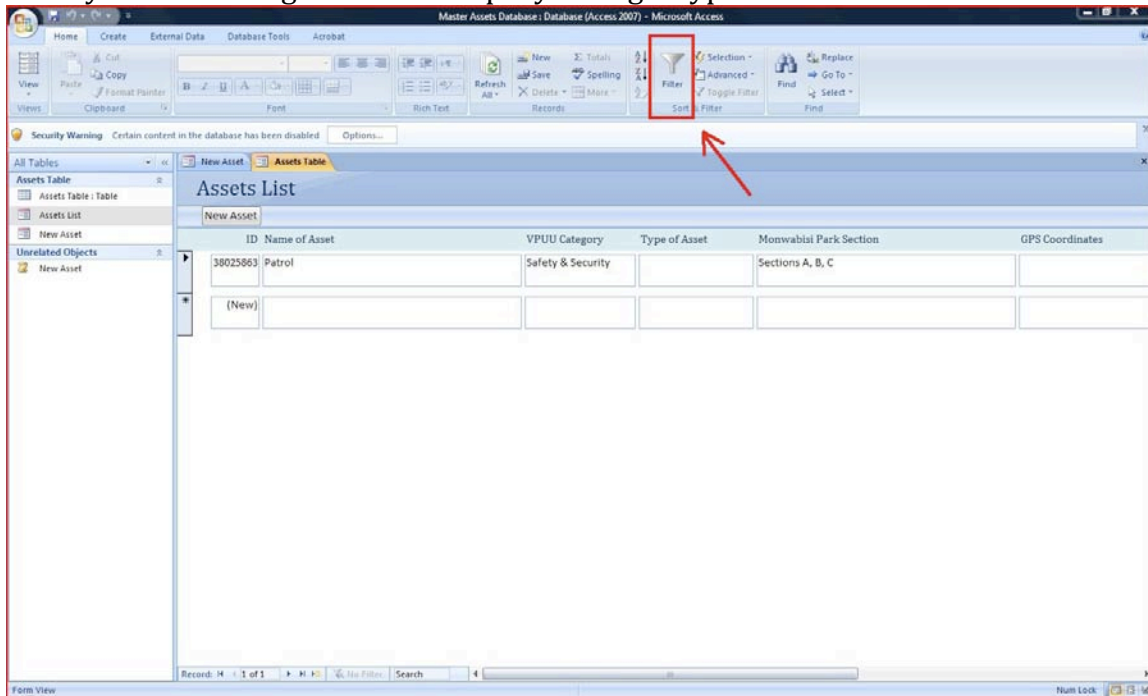 Master Assets Database : Database (Access 2007) - Microsoft Access
Home Create External Data Database Tools Acrobat
View
Views
Paste
Cut
Copy
Format Painter
Clipboard
B I U A
Font
Rich Text
Refresh All
New
Save
Delete
Totals
Spelling
More
Records
Filter
Selection
Advanced
Toggle Filter
Sort & Filter
Find
Replace
Go To
Select
Find
Security Warning Certain content in the database has been disabled Options...
All Tables
Assets Table
Assets Table : Table
Assets List
New Asset
Unrelated Objects
New Asset
New Asset Assets Table
Assets List
New Asset
ID Name of Asset VPUU Category Type of Asset Monwabisi Park Section GPS Coordinates
38025863 Patrol Safety & Security Sections A, B, C
(New)
Record: 1 of 1 No Filter Search
Form View Num Lock